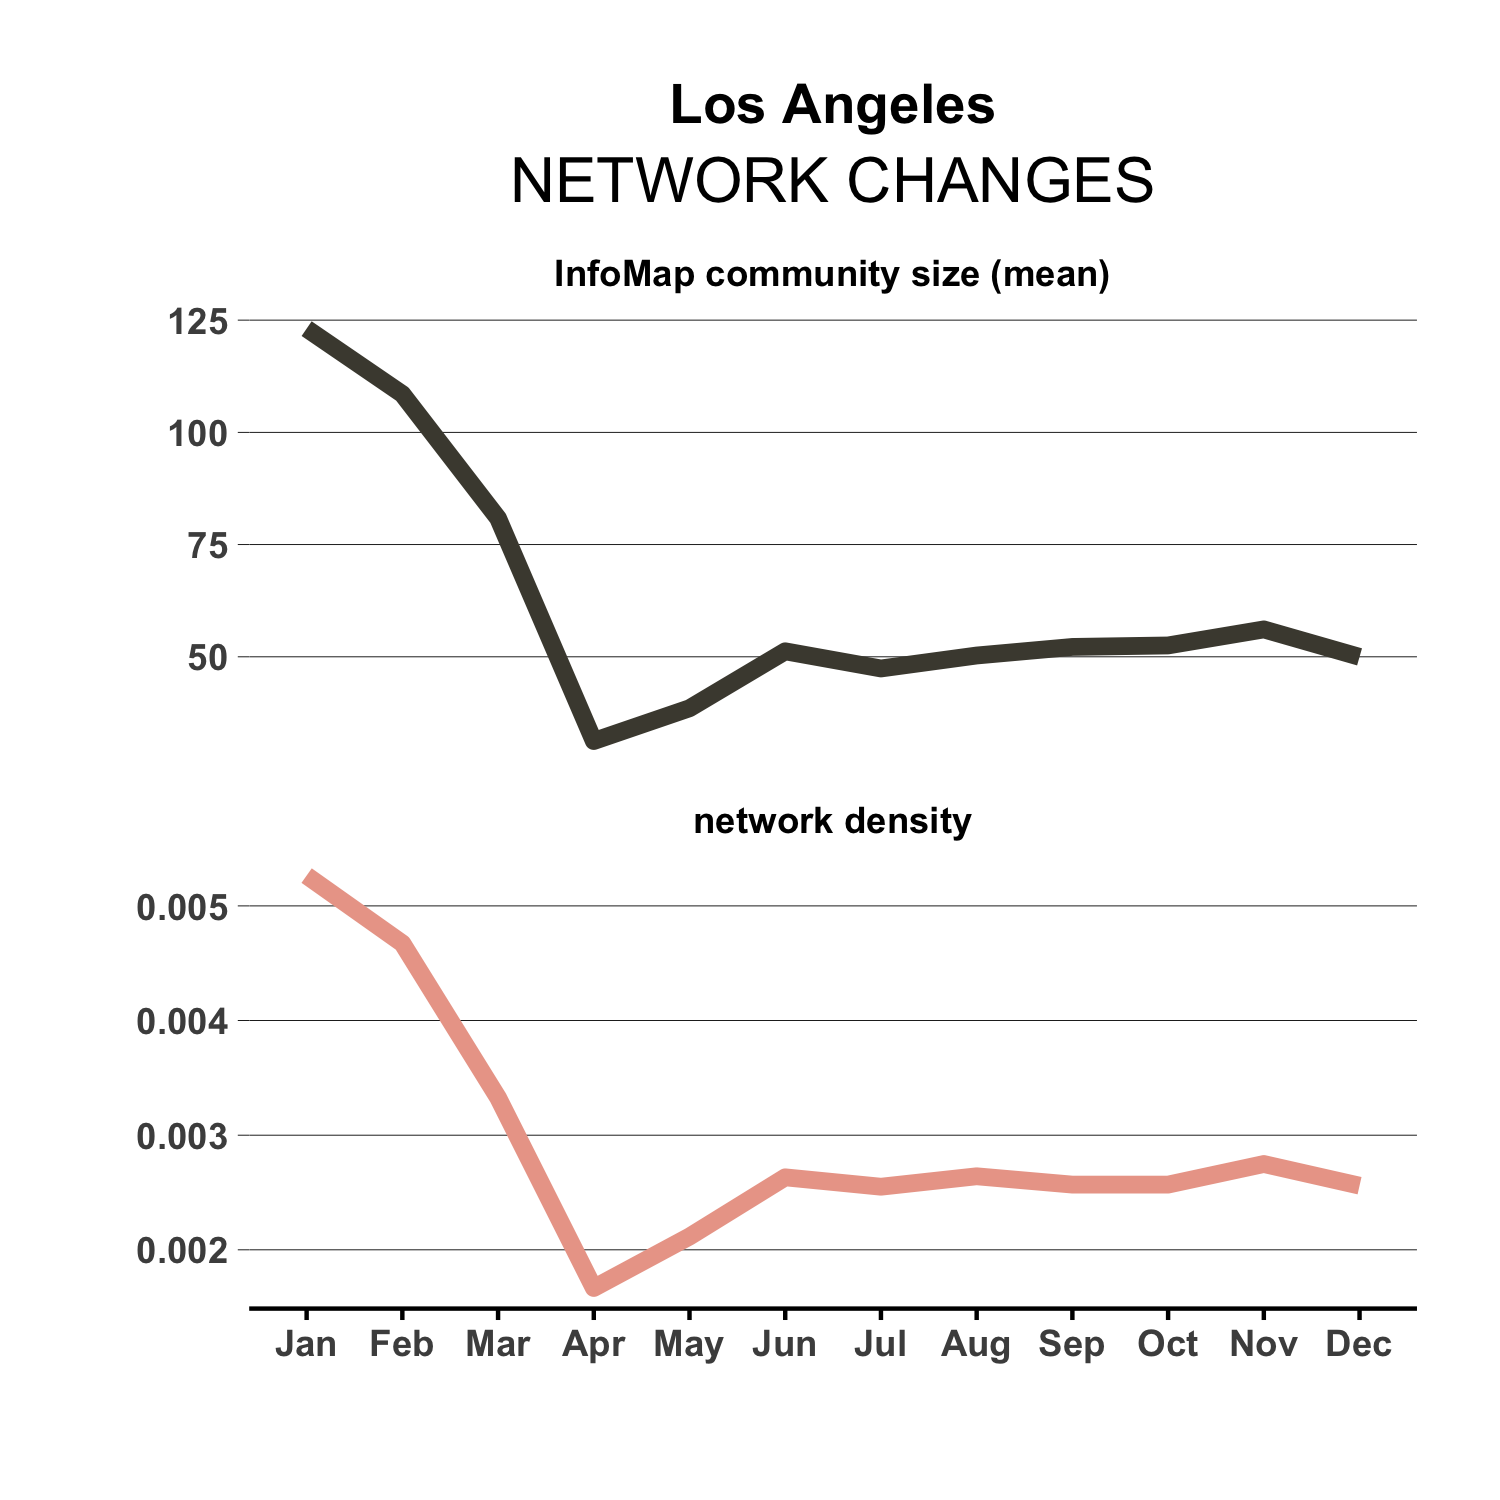 Los Angeles
NETWORK CHANGES
InfoMap community size (mean)
125
100
75
50
network density
0.005
0.004
0.003
0.002
Jan Feb Mar Apr May Jun Jul Aug Sep Oct Nov Dec